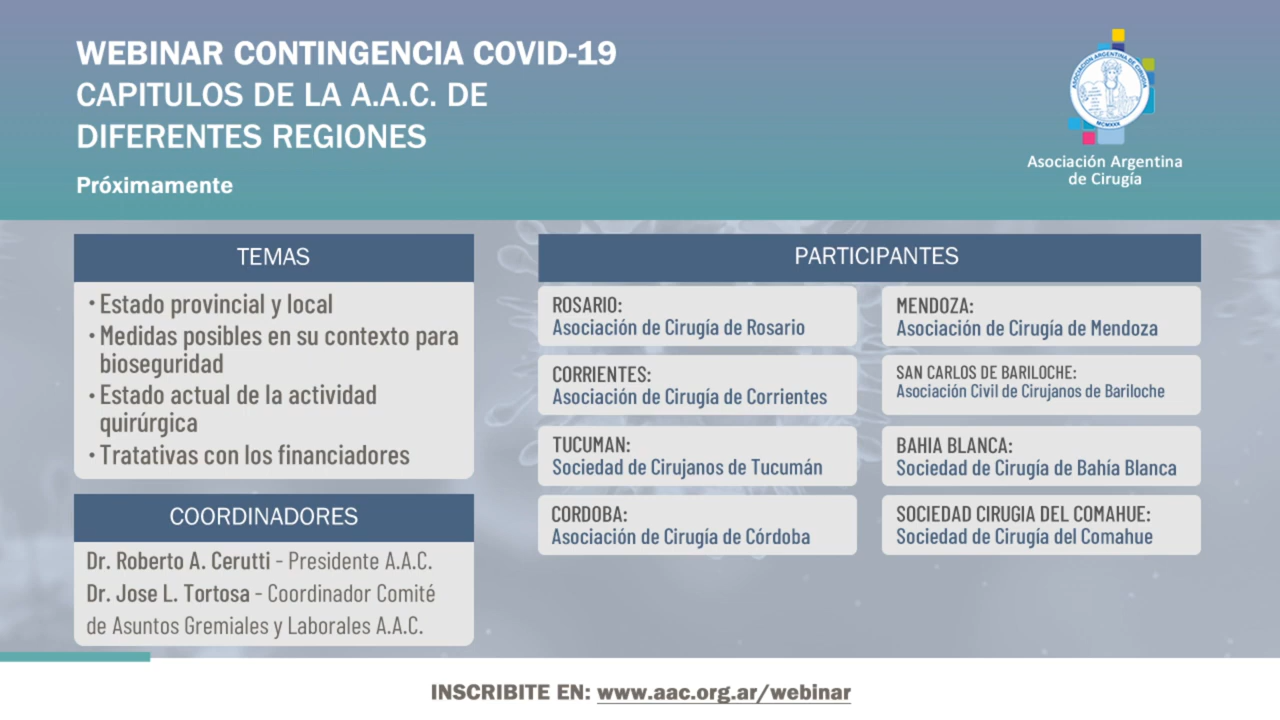 WEBINAR CONTINGENCIA COVID-19
CAPITULOS DE LA A.A.C. DE
DIFERENTES REGIONES
Próximamente
ASOCIACIÓN ARGENTINA DE CIRUGÍA
MCMXXX
Asociación Argentina
de Cirugía
TEMAS
• Estado provincial y local
• Medidas posibles en su contexto para
bioseguridad
• Estado actual de la actividad
quirúrgica
• Tratativas con los financiadores
COORDINADORES
Dr. Roberto A. Cerutti - Presidente A.A.C.
Dr. Jose L. Tortosa - Coordinador Comité
de Asuntos Gremiales y Laborales A.A.C.
PARTICIPANTES
ROSARIO:
Asociación de Cirugía de Rosario
MENDOZA:
Asociación de Cirugía de Mendoza
CORRIENTES:
Asociación de Cirugía de Corrientes
SAN CARLOS DE BARILOCHE:
Asociación Civil de Cirujanos de Bariloche
TUCUMAN:
Sociedad de Cirujanos de Tucumán
BAHIA BLANCA:
Sociedad de Cirugía de Bahía Blanca
CORDOBA:
Asociación de Cirugía de Córdoba
SOCIEDAD CIRUGIA DEL COMAHUE:
Sociedad de Cirugía del Comahue
INSCRIBITE EN: www.aac.org.ar/webinar